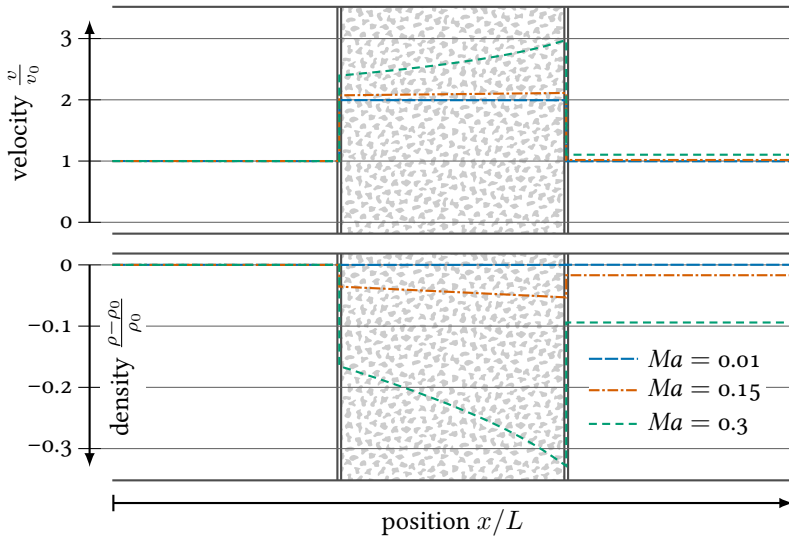 velocity v/v₀
3
2
1
0
density ρ−ρ₀/ρ₀
0
−0.1
−0.2
−0.3
Ma = 0.01
Ma = 0.15
Ma = 0.3
position x/L